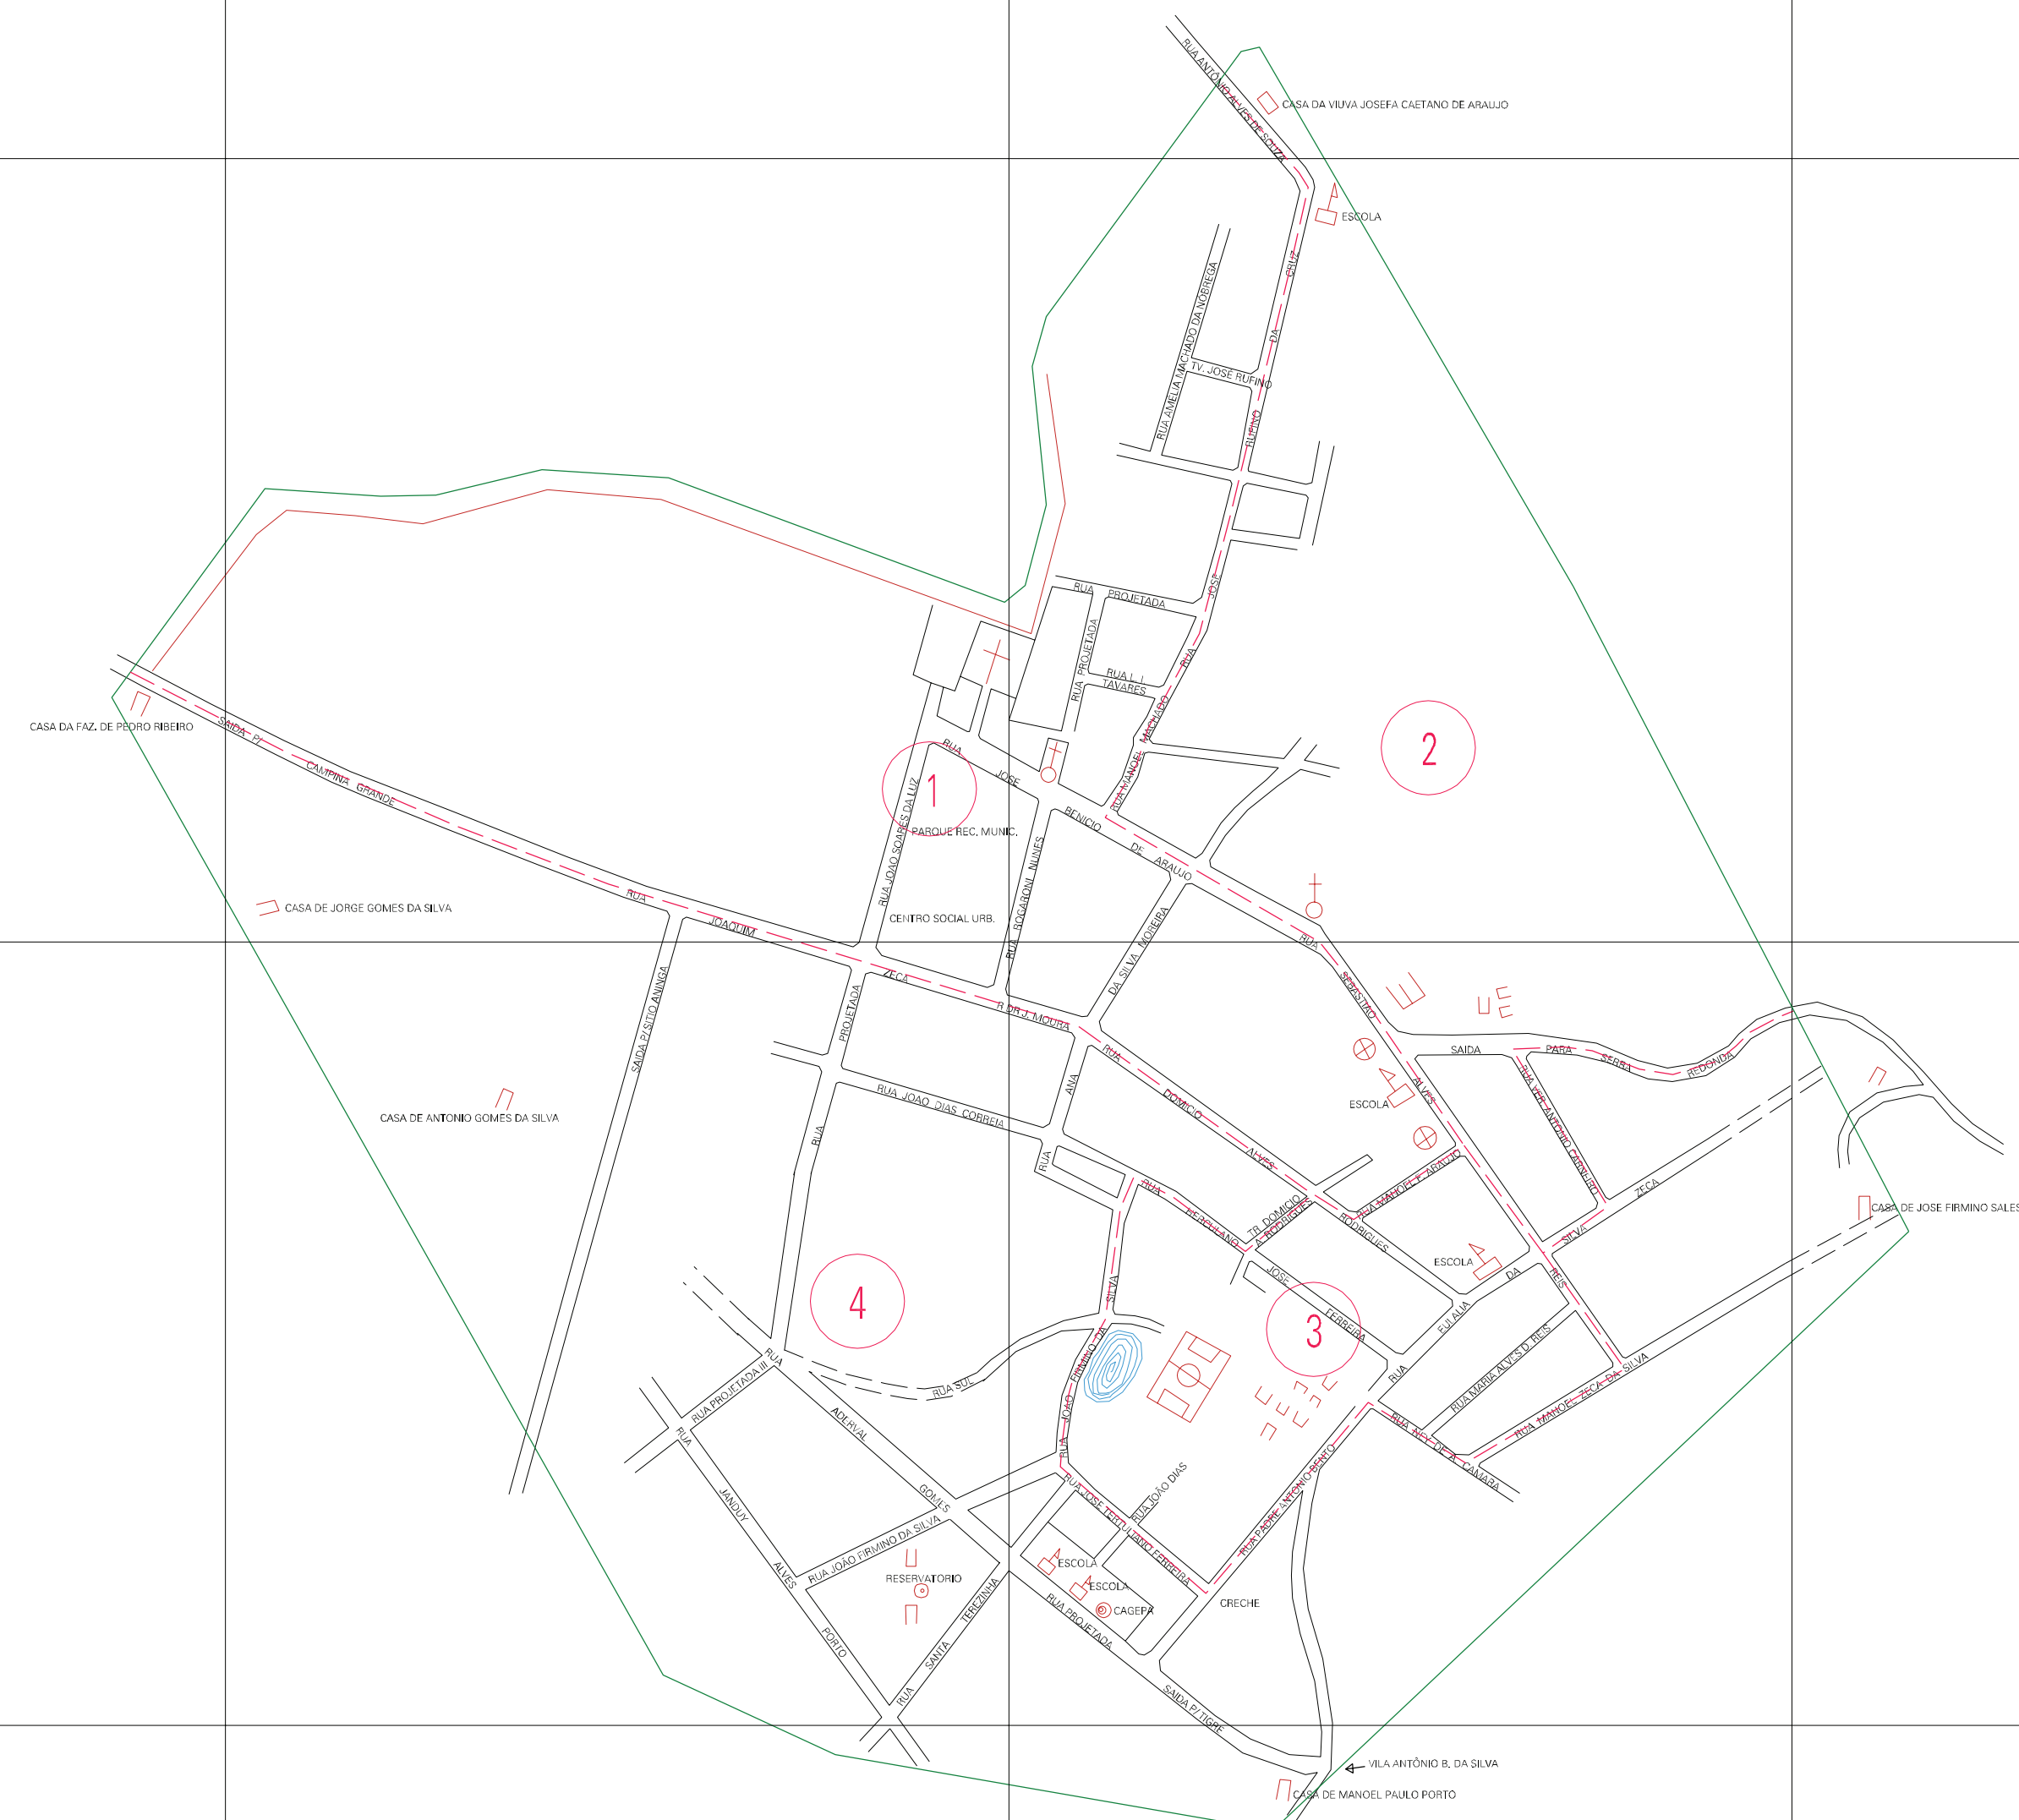 RUA ANTÔNIO ALVES DE SOUZA
CASA DA VIUVA JOSEFA CAETANO DE ARAUJO
ESCOLA
RUA AMELIA MACHADO DA NOBREGA
TV. JOSÉ RUFINO
RUA JOSE RUFINO DA CRUZ
RUA PROJETADA
RUA PROJETADA
RUA L. I.
TAVARES
RUA MANOEL MACHADO
CASA DA FAZ. DE PEDRO RIBEIRO
SAIDA P/ CAMPINA GRANDE
1
2
RUA JOSE BENICIO DE ARAUJO
RUA JOAO SOARES DA LUZ
PARQUE REC. MUNIC.
RUA ROGARONI NUNES
CENTRO SOCIAL URB.
CASA DE JORGE GOMES DA SILVA
RUA JOAQUIM ZECA
R DR J. MOURA
RUA ANA DA SILVA MOREIRA
SAIDA P/ SITIO ANINGA
RUA PROJETADA
RUA SEBASTIAO ALVES REIS
SAIDA PARA SERRA REDONDA
RUA VER. ANTONIO CARNEIRO
ESCOLA
CASA DE ANTONIO GOMES DA SILVA
RUA JOAO DIAS CORREIA
RUA DOMICIO ALVES RODRIGUES
RUA MANOEL F. ARAUJO
TR. DOMICIO
A. RODRIGUES
RUA HERCULANO JOSE FERREIRA
CASA DE JOSE FIRMINO SALES
ESCOLA
RUA EULALIA DA SILVA ZECA
4
3
RUA JOAO FIRMINO DA SILVA
RUA SUL
RUA PROJETADA III
RUA ADERVAL GOMES
RUA JANDUY ALVES PORTO
RUA MARIA ALVES D REIS
RUA MANOEL ZECA DA SILVA
RUA NEY DE A CAMARA
RUA PADRE ANTONIO BENTO
RUA JOSE TERTULIANO FERREIRA
RUA JOÃO DIAS
RUA JOÃO FIRMINO DA SILVA
RESERVATORIO
ESCOLA
ESCOLA
CAGEPA
CRECHE
RUA SANTA TEREZINHA
RUA PROJETADA
SAIDA P/ TIGRE
VILA ANTÔNIO B. DA SILVA
CASA DE MANOEL PAULO PORTO